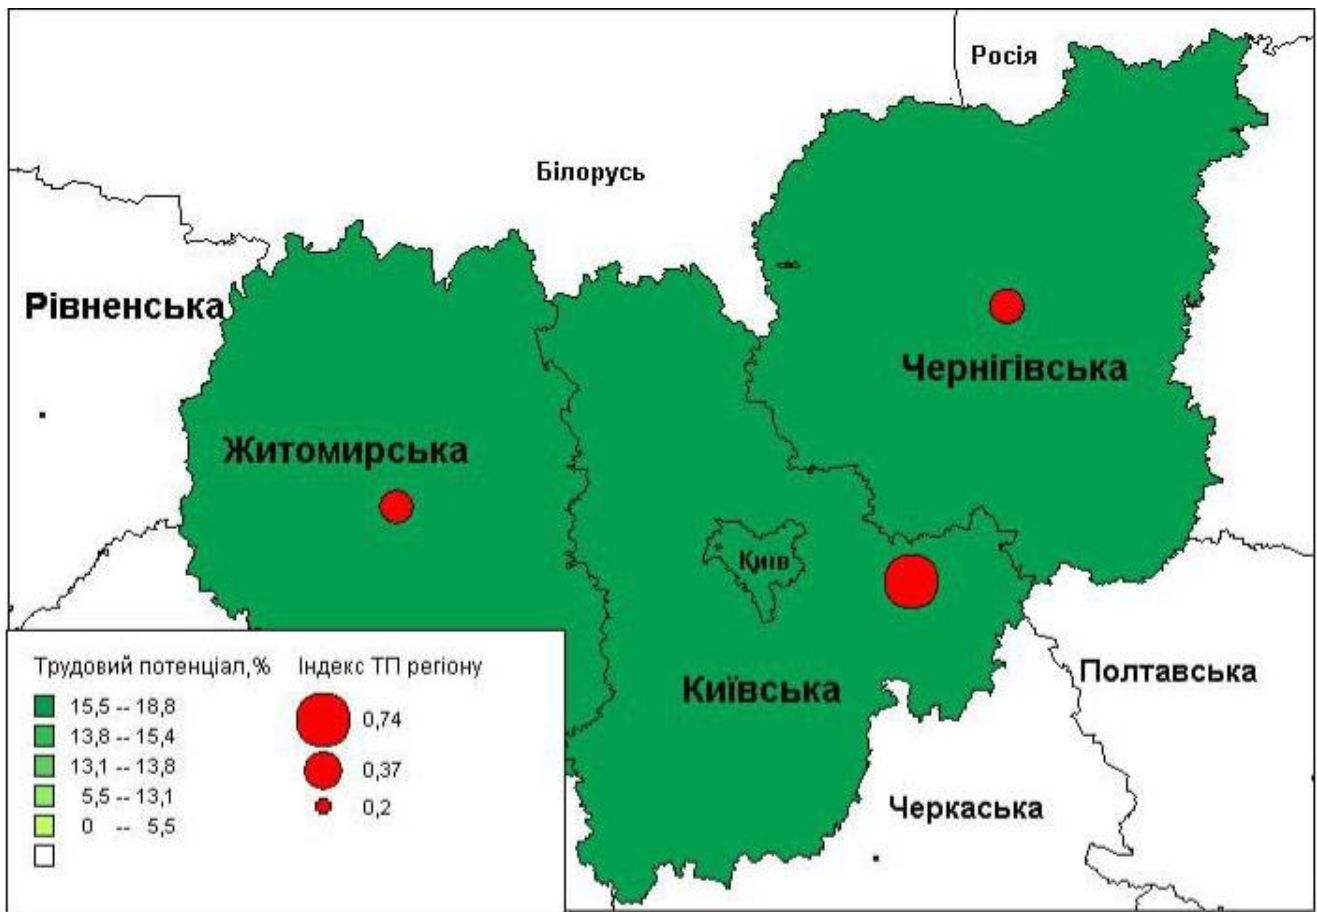 Росія
Білорусь
Рівненська
Чернігівська
Житомирська
Київ
Київська
Полтавська
Черкаська
Трудовий потенціал,%
15,5 -- 18,8
13,8 -- 15,4
13,1 -- 13,8
5,5 -- 13,1
0 -- 5,5
Індекс ТП регіону
0,74
0,37
0,2